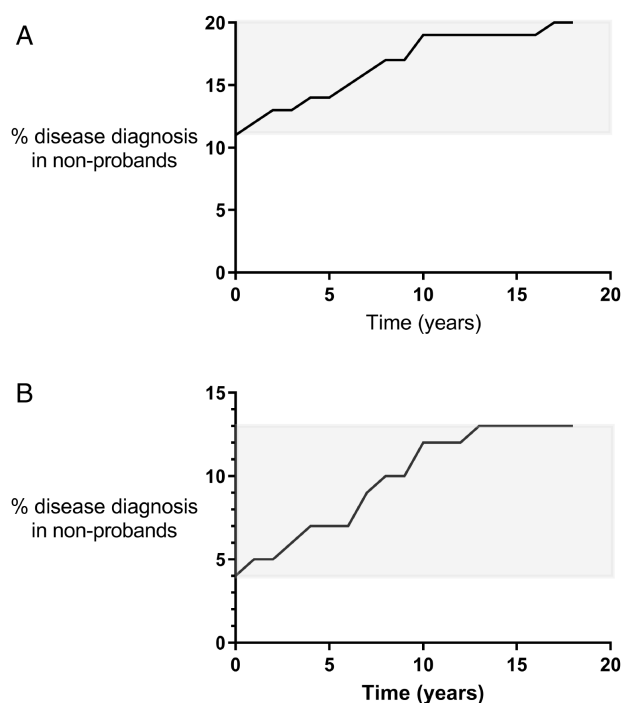 A
20
15
10
5
0
% disease diagnosis
in non-probands
0 5 10 15 20
Time (years)
B
15
10
5
0
% disease diagnosis
in non-probands
0 5 10 15 20
Time (years)